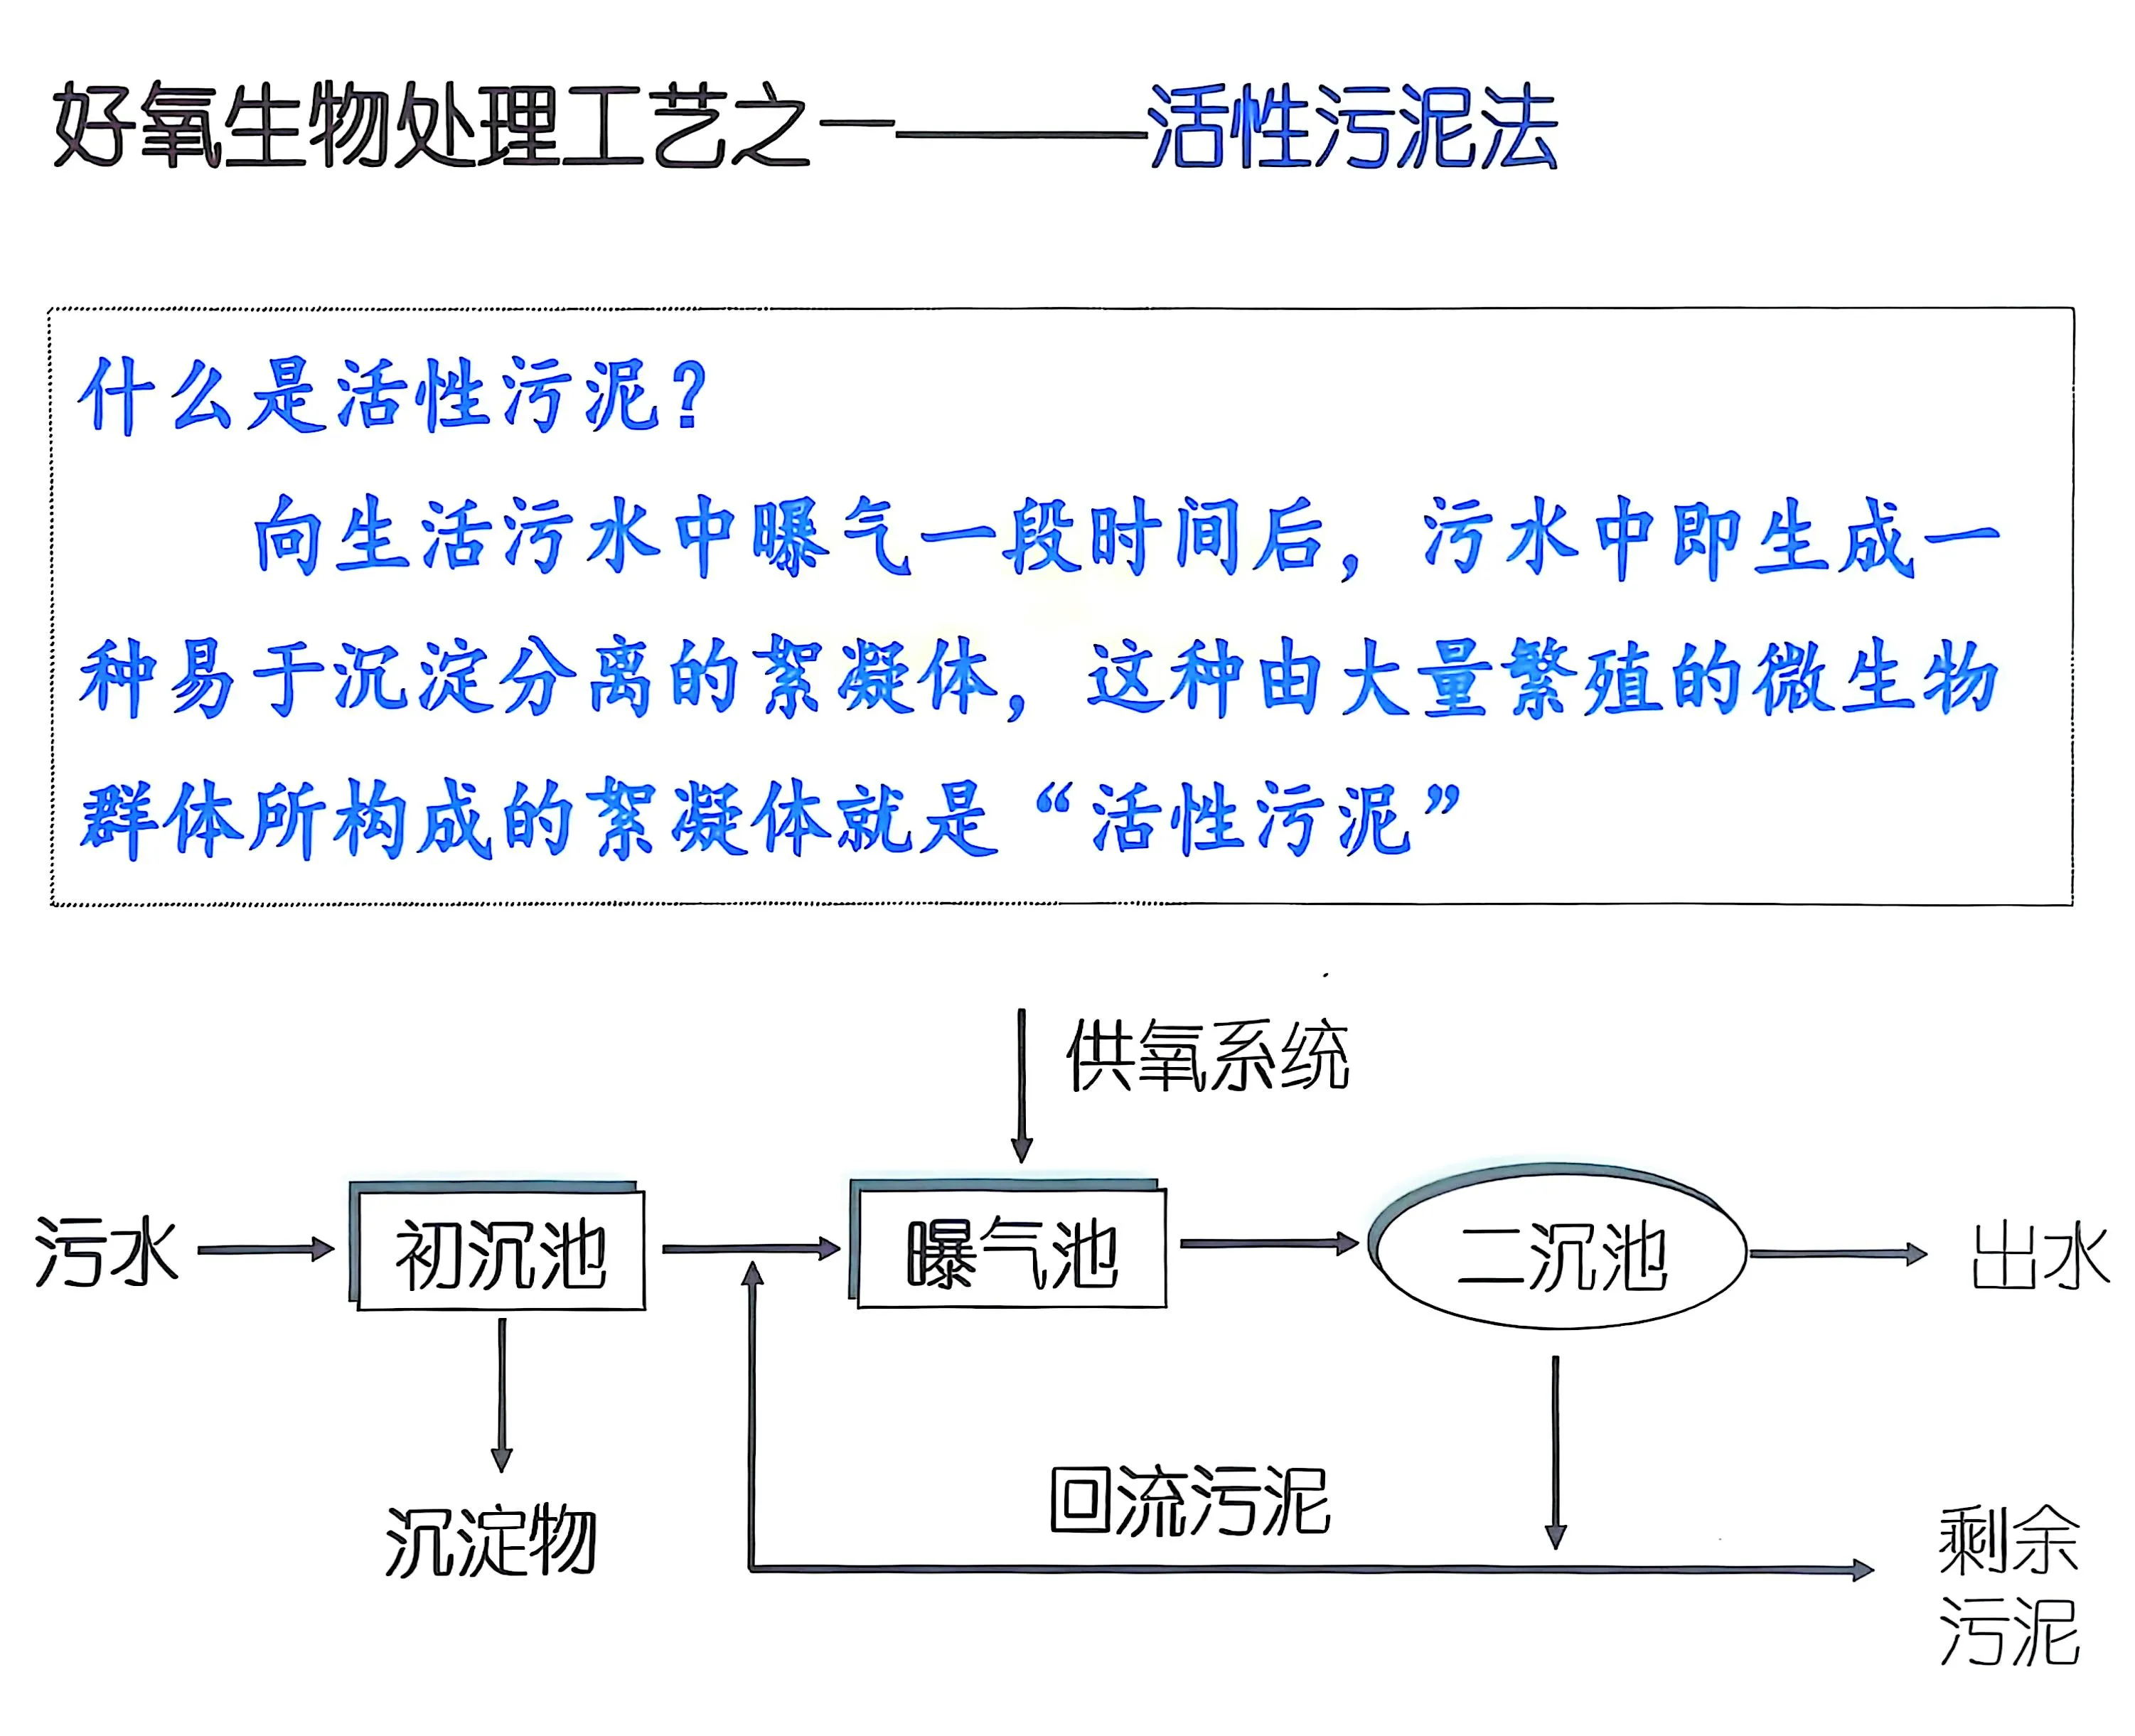 好氧生物处理工艺之一———活性污泥法
什么是活性污泥？
向生活污水中曝气一段时间后，污水中即生成一
种易于沉淀分离的絮凝体，这种由大量繁殖的微生物
群体所构成的絮凝体就是“活性污泥”
供氧系统
污水
初沉池
曝气池
二沉池
出水
沉淀物
回流污泥
剩余
污泥